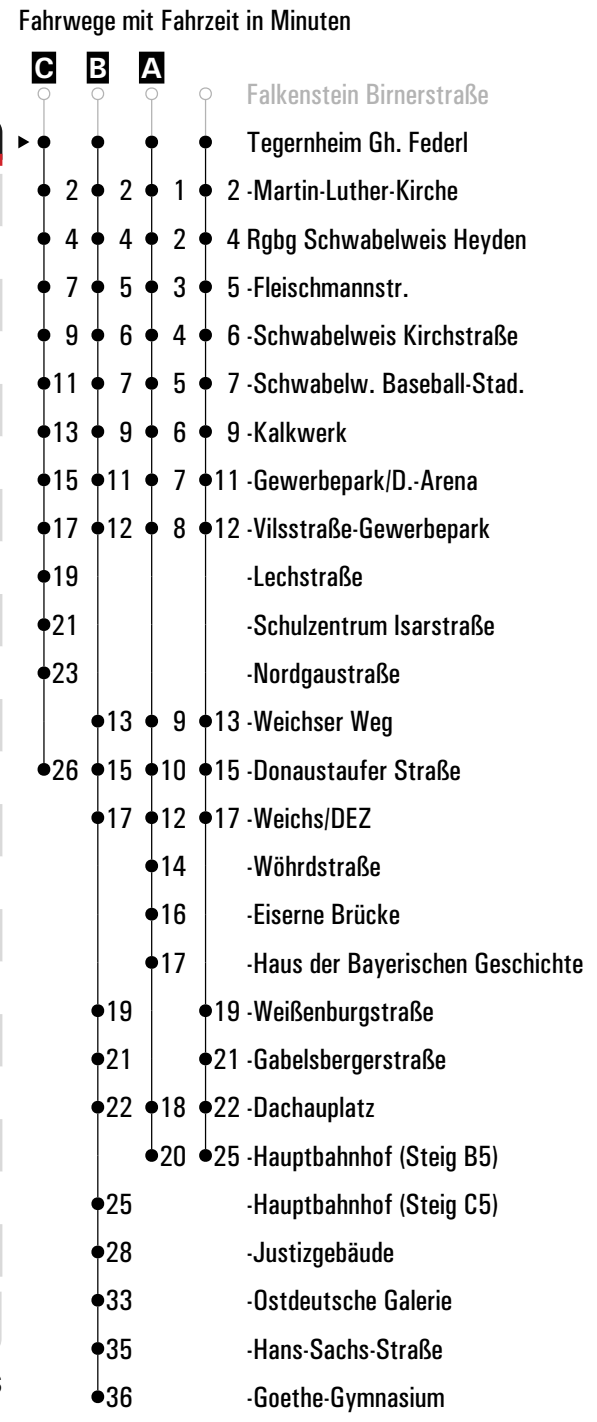 Fahrwege mit Fahrzeit in Minuten
C B A
Falkenstein Birnerstraße
Tegernheim Gh. Federl
2 2 1 2 -Martin-Luther-Kirche
4 4 2 4 Rgbg Schwabelweis Heyden
7 5 3 5 -Fleischmannstr.
9 6 4 6 -Schwabelweis Kirchstraße
11 7 5 7 -Schwabelw. Baseball-Stad.
13 9 6 9 -Kalkwerk
15 11 7 11 -Gewerbepark/D.-Arena
17 12 8 12 -Vilsstraße-Gewerbepark
19 -Lechstraße
21 -Schulzentrum Isarstraße
23 -Nordgaustraße
13 9 13 -Weichser Weg
26 15 10 15 -Donaustaufer Straße
17 12 17 -Weichs/DEZ
14 -Wöhrdstraße
16 -Eiserne Brücke
17 -Haus der Bayerischen Geschichte
19 19 -Weißenburgstraße
21 21 -Gabelsbergerstraße
22 18 22 -Dachauplatz
20 25 -Hauptbahnhof (Steig B5)
25 -Hauptbahnhof (Steig C5)
28 -Justizgebäude
33 -Ostdeutsche Galerie
35 -Hans-Sachs-Straße
36 -Goethe-Gymnasium